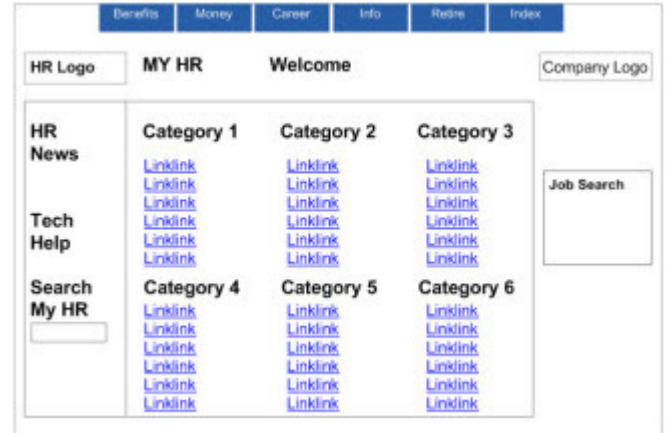 Benefits Money Career Info Retire Index
HR Logo MY HR Welcome Company Logo
HR
News
Tech
Help
Search
My HR
Category 1 Category 2 Category 3
Linklink Linklink Linklink
Linklink Linklink Linklink
Linklink Linklink Linklink
Linklink Linklink Linklink
Linklink Linklink Linklink
Linklink Linklink Linklink
Category 4 Category 5 Category 6
Linklink Linklink Linklink
Linklink Linklink Linklink
Linklink Linklink Linklink
Linklink Linklink Linklink
Linklink Linklink Linklink
Linklink Linklink Linklink
Job Search